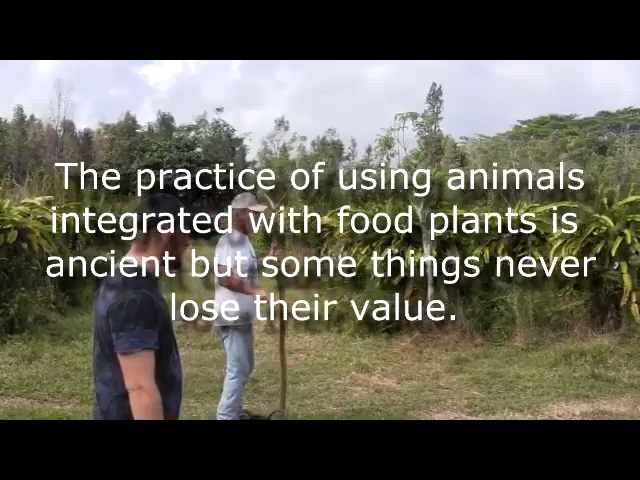 The practice of using animals
integrated with food plants is
ancient but some things never
lose their value.